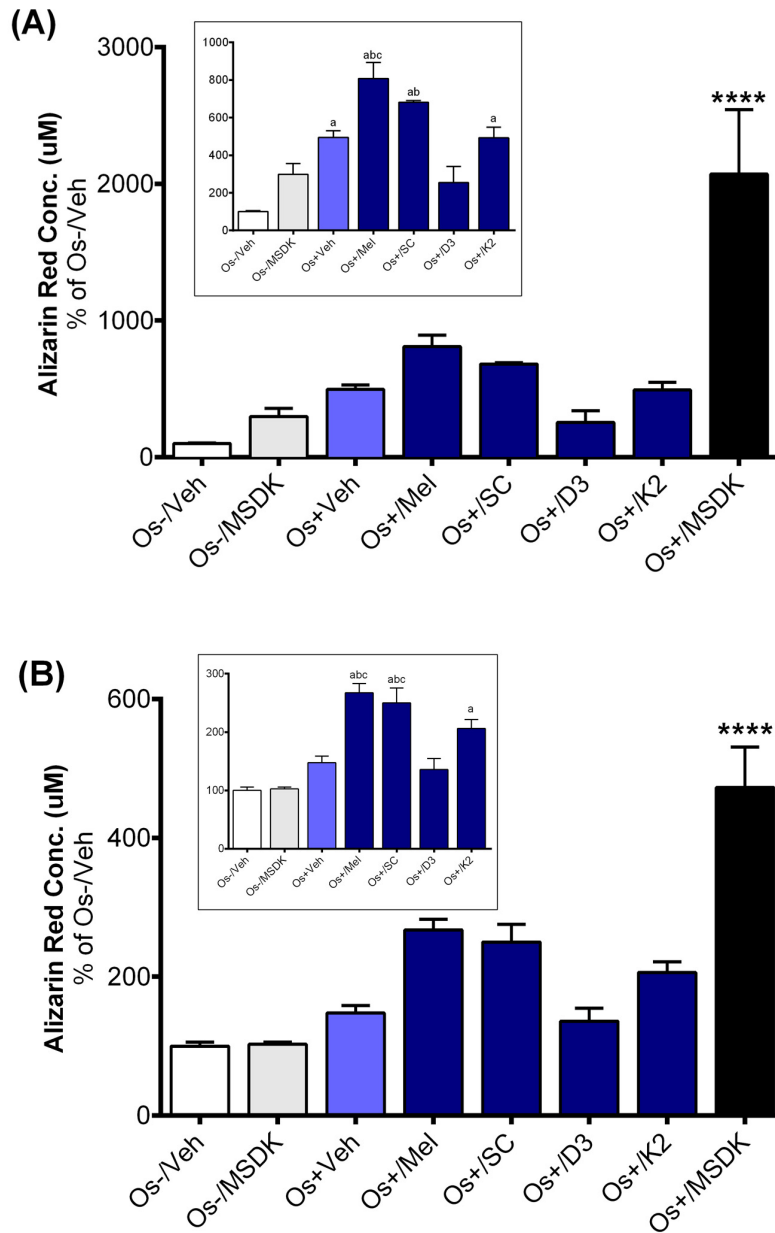 (A)
Alizarin Red Conc. (uM)
% of Os-/Veh
3000
2000
1000
0
****
Os-/Veh
Os-/MSDK
Os+Veh
Os+/Mel
Os+/SC
Os+/D3
Os+/K2
Os+/MSDK
1000
800
600
400
200
0
a
abc
ab
a
Os-/Veh
Os-/MSDK
Os+Veh
Os+/Mel
Os+/SC
Os+/D3
Os+/K2
(B)
Alizarin Red Conc. (uM)
% of Os-/Veh
600
400
200
0
****
Os-/Veh
Os-/MSDK
Os+Veh
Os+/Mel
Os+/SC
Os+/D3
Os+/K2
Os+/MSDK
300
200
100
0
abc
abc
a
Os-/Veh
Os-/MSDK
Os+Veh
Os+/Mel
Os+/SC
Os+/D3
Os+/K2